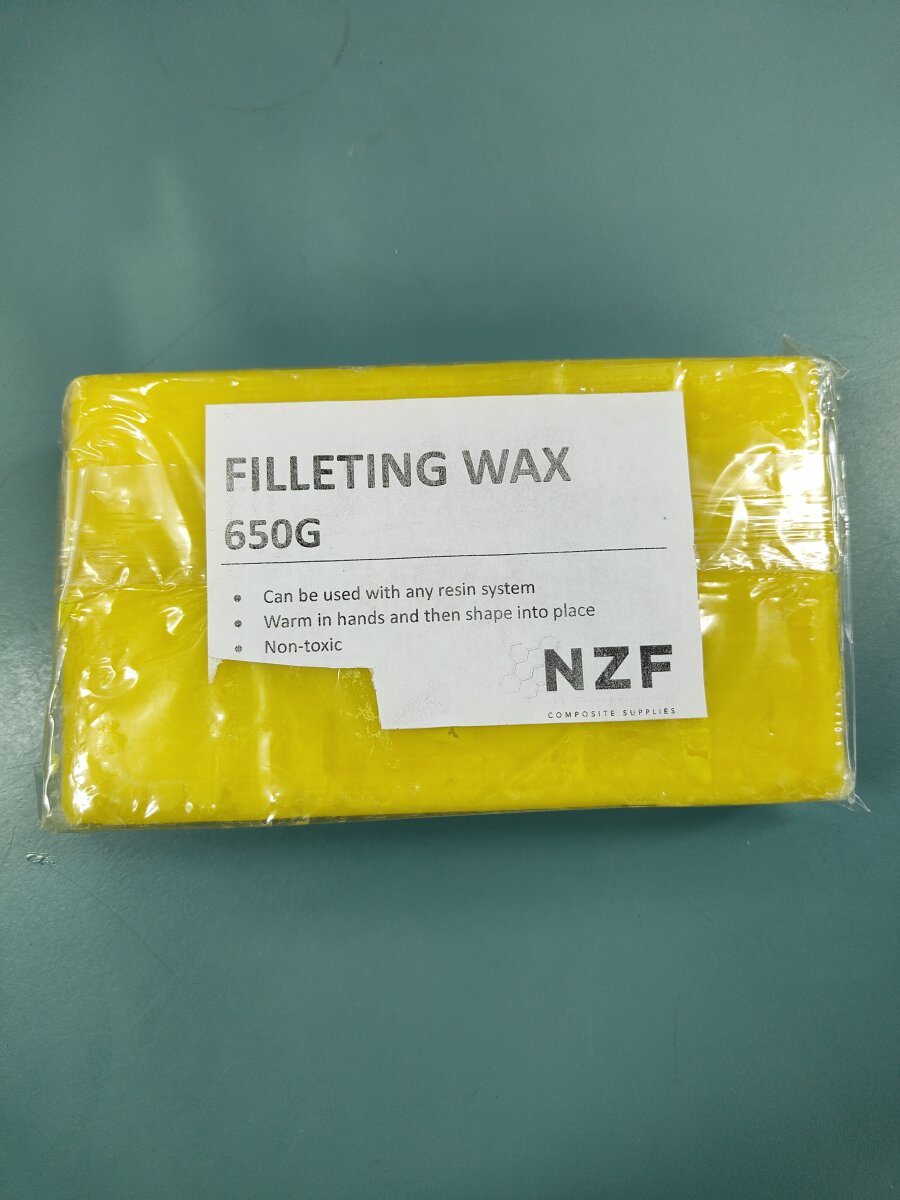 FILLETING WAX
650G
• Can be used with any resin system
• Warm in hands and then shape into place
• Non-toxic
NZF
COMPOSITE SUPPLIES